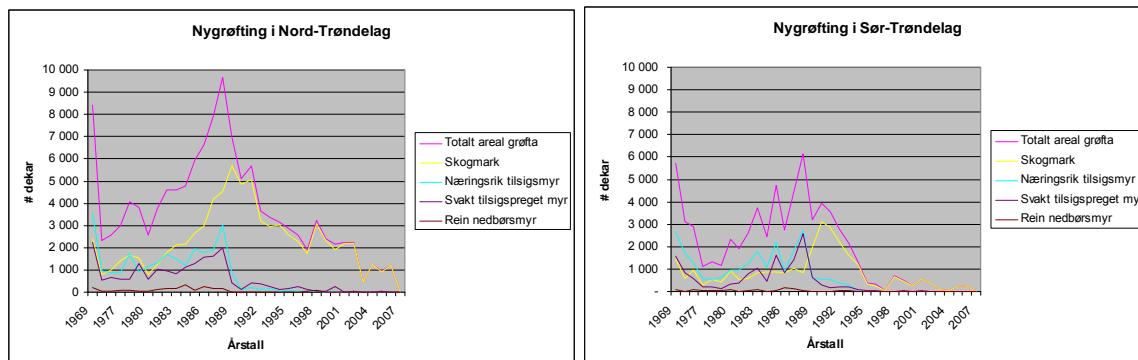 Nygrøfting i Nord-Trøndelag
10 000
9 000
8 000
7 000
6 000
5 000
4 000
3 000
2 000
1 000
0
# dekar
1969
1977
1980
1983
1986
1989
1992
1995
1998
2001
2004
2007
Årstall
Totalt areal grøfta
Skogmark
Næringsrik tilsigsmyr
Svakt tilsigspreget myr
Rein nedbørsmyr
Nygrøfting i Sør-Trøndelag
10 000
9 000
8 000
7 000
6 000
5 000
4 000
3 000
2 000
1 000
-
# dekar
1969
1977
1980
1983
1986
1989
1992
1995
1998
2001
2004
2007
Årstall
Totalt areal grøfta
Skogmark
Næringsrik tilsigsmyr
Svakt tilsigspreget myr
Rein nedbørsmyr